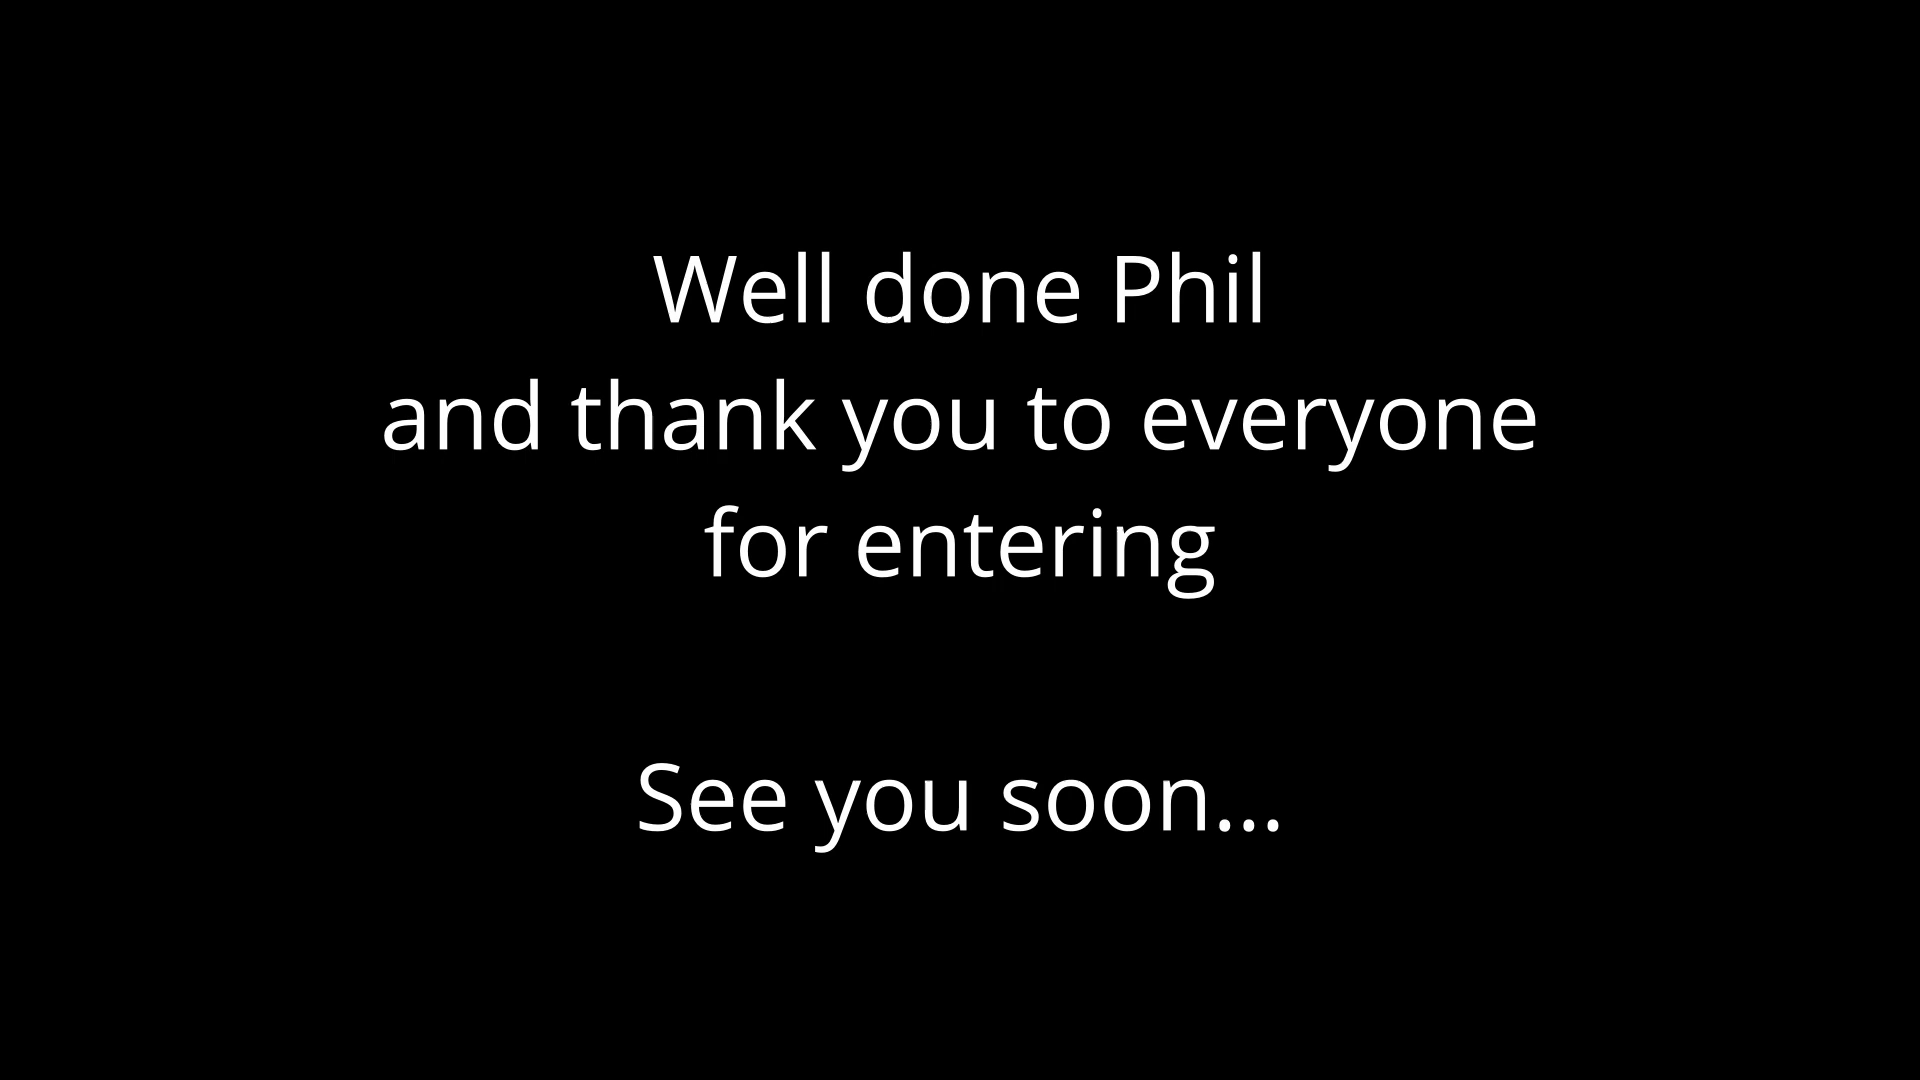 Well done Phil
and thank you to everyone
for entering
See you soon...